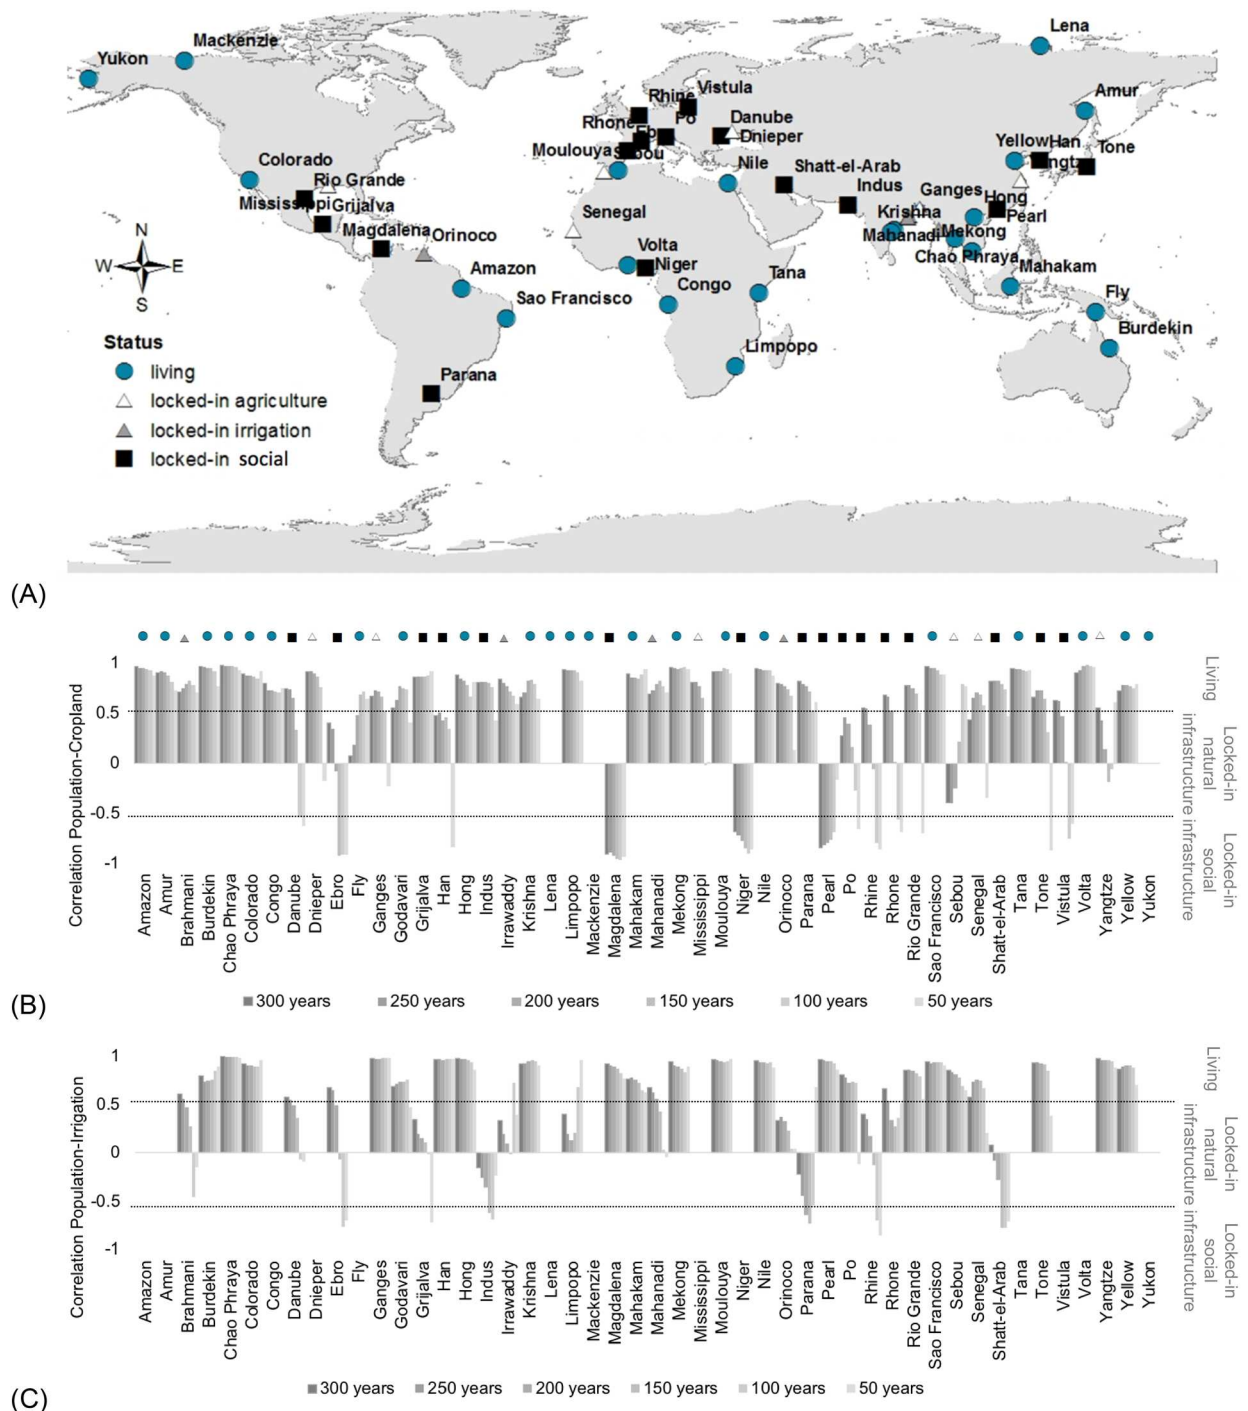 Mackenzie
Yukon
Lena
Amur
Vistula
Rhine
Po
Danube
Rhone
Dnieper
Moulouya
Yellow Han
Tone
Colorado
Rio Grande
Mississippi
Grijalva
Nile
Shatt-el-Arab
Indus
Ganges
Hong
Krishna
Pearl
Senegal
Magdalena
Orinoco
Mahanadi
Mekong
Chao Phraya
Mahakam
Volta
Niger
Amazon
Sao Francisco
Congo
Tana
Fly
Burdekin
Limpopo
Parana
N
W E
S
Status
living
locked-in agriculture
locked-in irrigation
locked-in social
(A)
Correlation Population-Cropland
1
0.5
0
-0.5
-1
Living
Locked-in natural infrastructure
Locked-in social infrastructure
Amazon
Amur
Brahmani
Burdekin
Chao Phraya
Colorado
Congo
Danube
Dnieper
Ebro
Fly
Ganges
Godavari
Grijalva
Han
Hong
Indus
Irrawaddy
Krishna
Lena
Limpopo
Mackenzie
Magdalena
Mahakam
Mahanadi
Mekong
Mississippi
Moulouya
Niger
Nile
Orinoco
Parana
Pearl
Po
Rhine
Rhone
Rio Grande
Sao Francisco
Sebou
Senegal
Shatt-el-Arab
Tana
Tone
Vistula
Volta
Yangtze
Yellow
Yukon
300 years 250 years 200 years 150 years 100 years 50 years
(B)
Correlation Population-Irrigation
1
0.5
0
-0.5
-1
Living
Locked-in natural infrastructure
Locked-in social infrastructure
Amazon
Amur
Brahmani
Burdekin
Chao Phraya
Colorado
Congo
Danube
Dnieper
Ebro
Fly
Ganges
Godavari
Grijalva
Han
Hong
Indus
Irrawaddy
Krishna
Lena
Limpopo
Mackenzie
Magdalena
Mahakam
Mahanadi
Mekong
Mississippi
Moulouya
Niger
Nile
Orinoco
Parana
Pearl
Po
Rhine
Rhone
Rio Grande
Sao Francisco
Sebou
Senegal
Shatt-el-Arab
Tana
Tone
Vistula
Volta
Yangtze
Yellow
Yukon
300 years 250 years 200 years 150 years 100 years 50 years
(C)